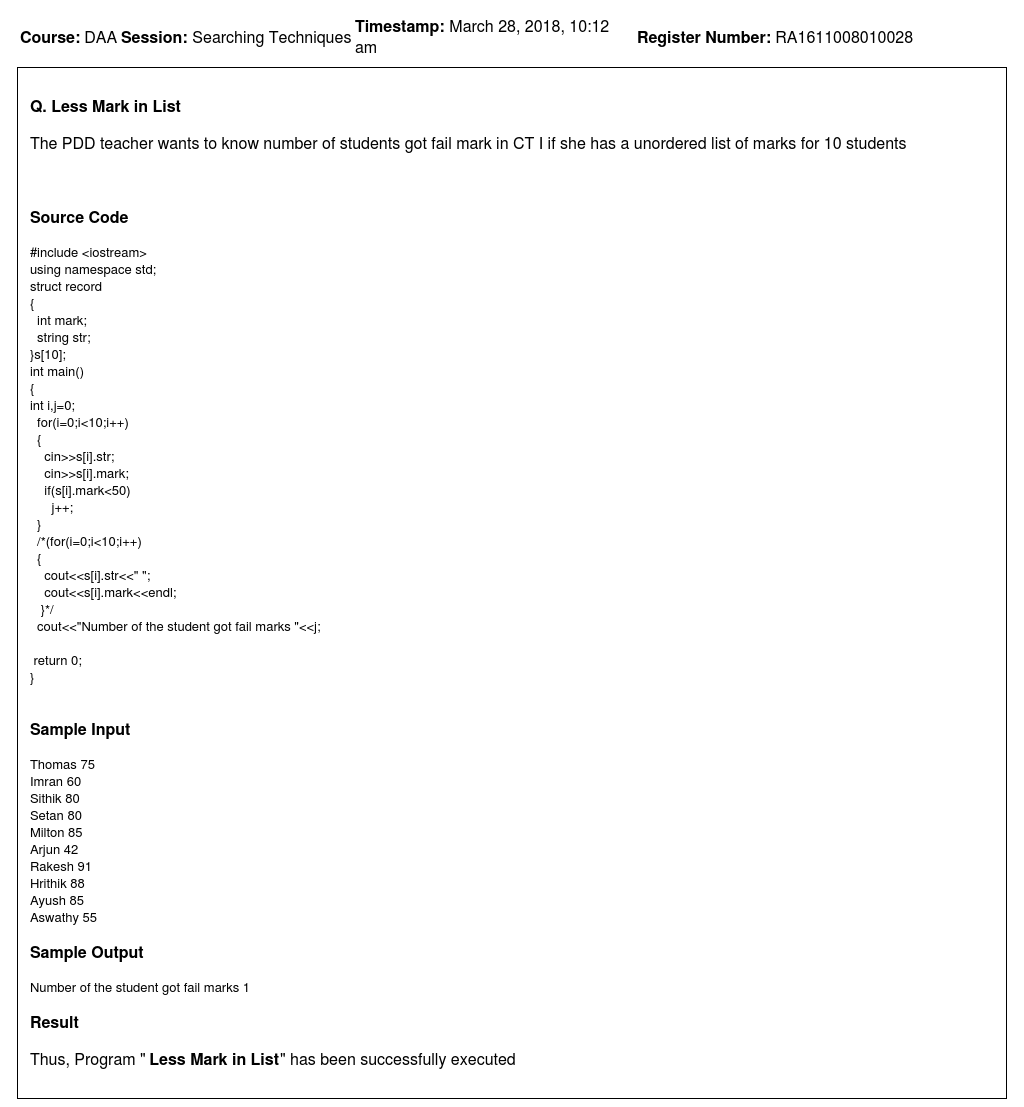 Course: DAA Session: Searching Techniques Timestamp: March 28, 2018, 10:12 am Register Number: RA1611008010028
Q. Less Mark in List
The PDD teacher wants to know number of students got fail mark in CT I if she has a unordered list of marks for 10 students
Source Code
#include <iostream>
using namespace std;
struct record
{
  int mark;
  string str;
}s[10];
int main()
{
int i,j=0;
  for(i=0;i<10;i++)
  {
    cin>>s[i].str;
    cin>>s[i].mark;
    if(s[i].mark<50)
      j++;
  }
  /*(for(i=0;i<10;i++)
  {
    cout<<s[i].str<<" ";
    cout<<s[i].mark<<endl;
   }*/
  cout<<"Number of the student got fail marks "<<j;
 return 0;
}
Sample Input
Thomas 75
Imran 60
Sithik 80
Setan 80
Milton 85
Arjun 42
Rakesh 91
Hrithik 88
Ayush 85
Aswathy 55
Sample Output
Number of the student got fail marks 1
Result
Thus, Program " Less Mark in List" has been successfully executed